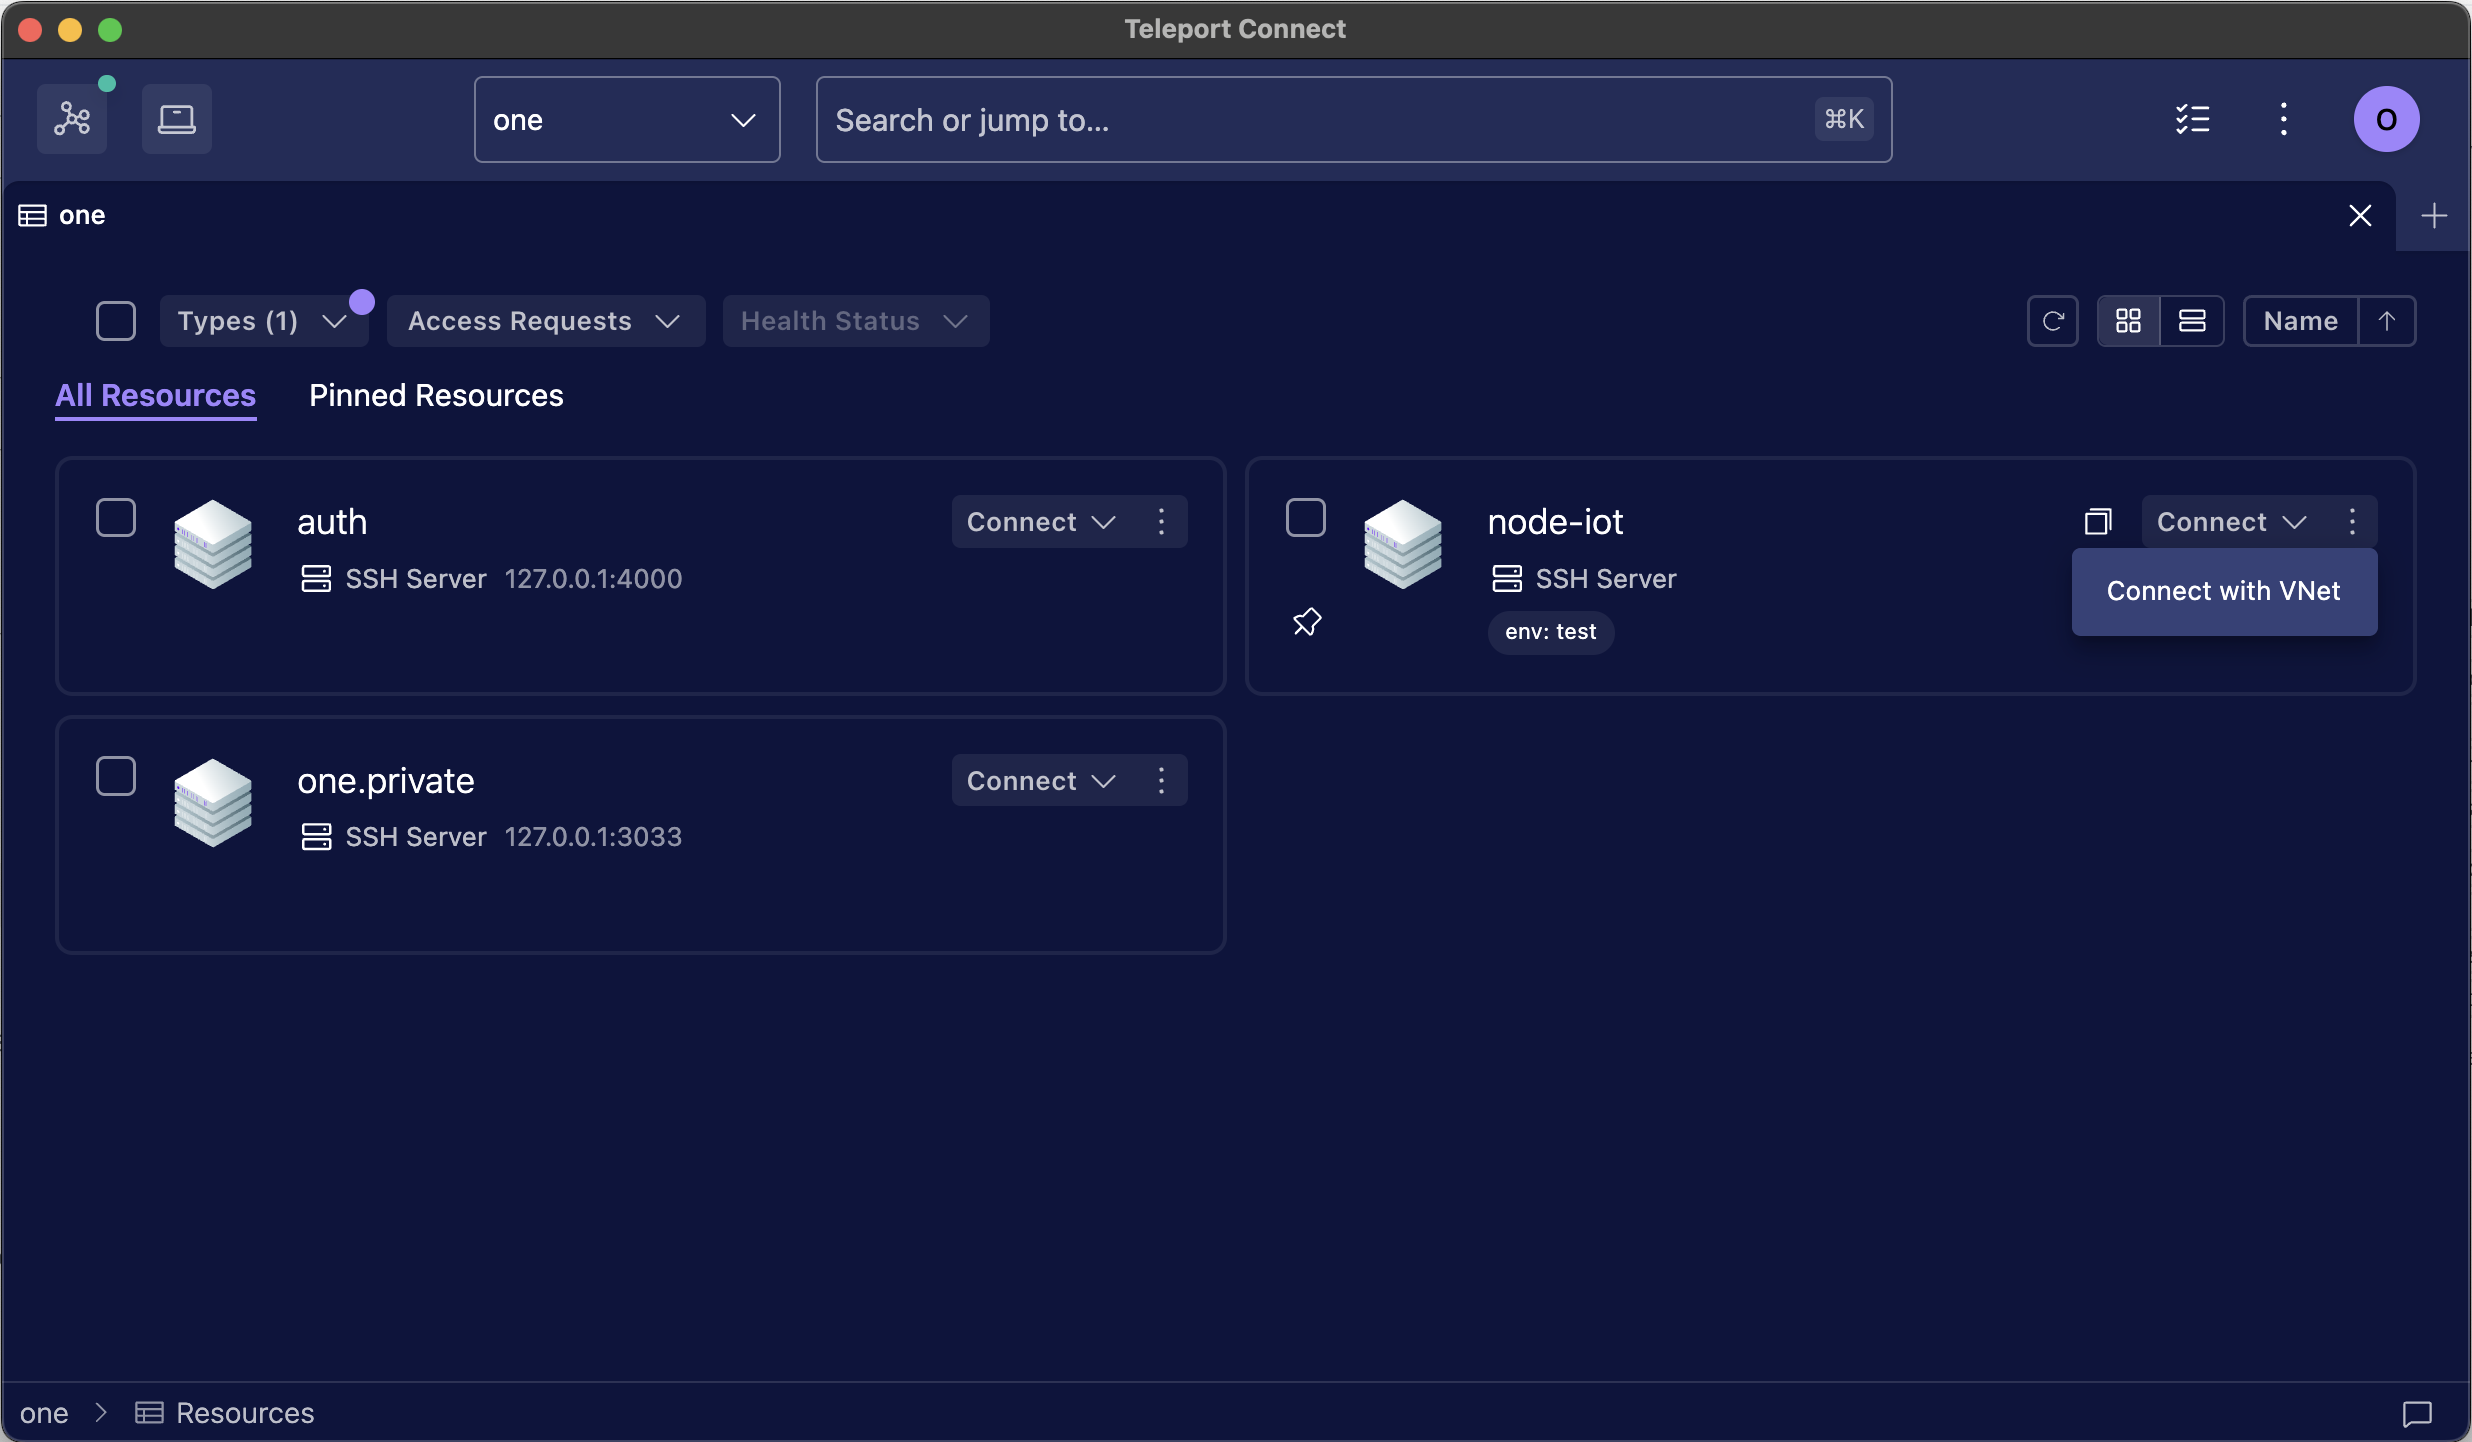 Teleport Connect
one
Search or jump to...
⌘K
O
one
Types (1)
Access Requests
Health Status
Name
All Resources
Pinned Resources
auth
Connect
SSH Server 127.0.0.1:4000
node-iot
Connect
SSH Server
Connect with VNet
env: test
one.private
Connect
SSH Server 127.0.0.1:3033
one
Resources